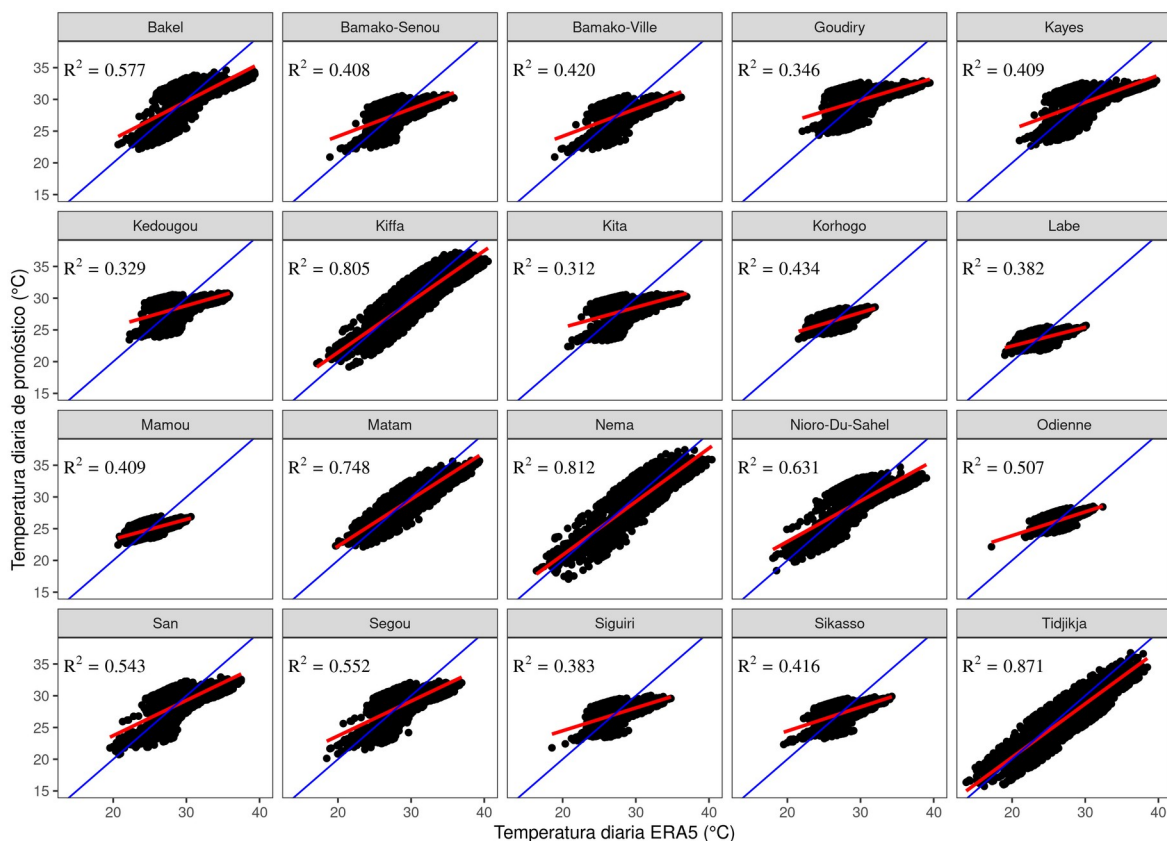 Bakel
Bamako-Senou
Bamako-Ville
Goudiry
Kayes
R² = 0.577
R² = 0.408
R² = 0.420
R² = 0.346
R² = 0.409
35
30
25
20
15
Kedougou
Kiffa
Kita
Korhogo
Labe
R² = 0.329
R² = 0.805
R² = 0.312
R² = 0.434
R² = 0.382
35
30
25
20
15
Mamou
Matam
Nema
Nioro-Du-Sahel
Odienne
R² = 0.409
R² = 0.748
R² = 0.812
R² = 0.631
R² = 0.507
35
30
25
20
15
San
Segou
Siguiri
Sikasso
Tidjikja
R² = 0.543
R² = 0.552
R² = 0.383
R² = 0.416
R² = 0.871
35
30
25
20
15
20 30 40
20 30 40
20 30 40
20 30 40
20 30 40
Temperatura diaria de pronóstico (°C)
Temperatura diaria ERA5 (°C)